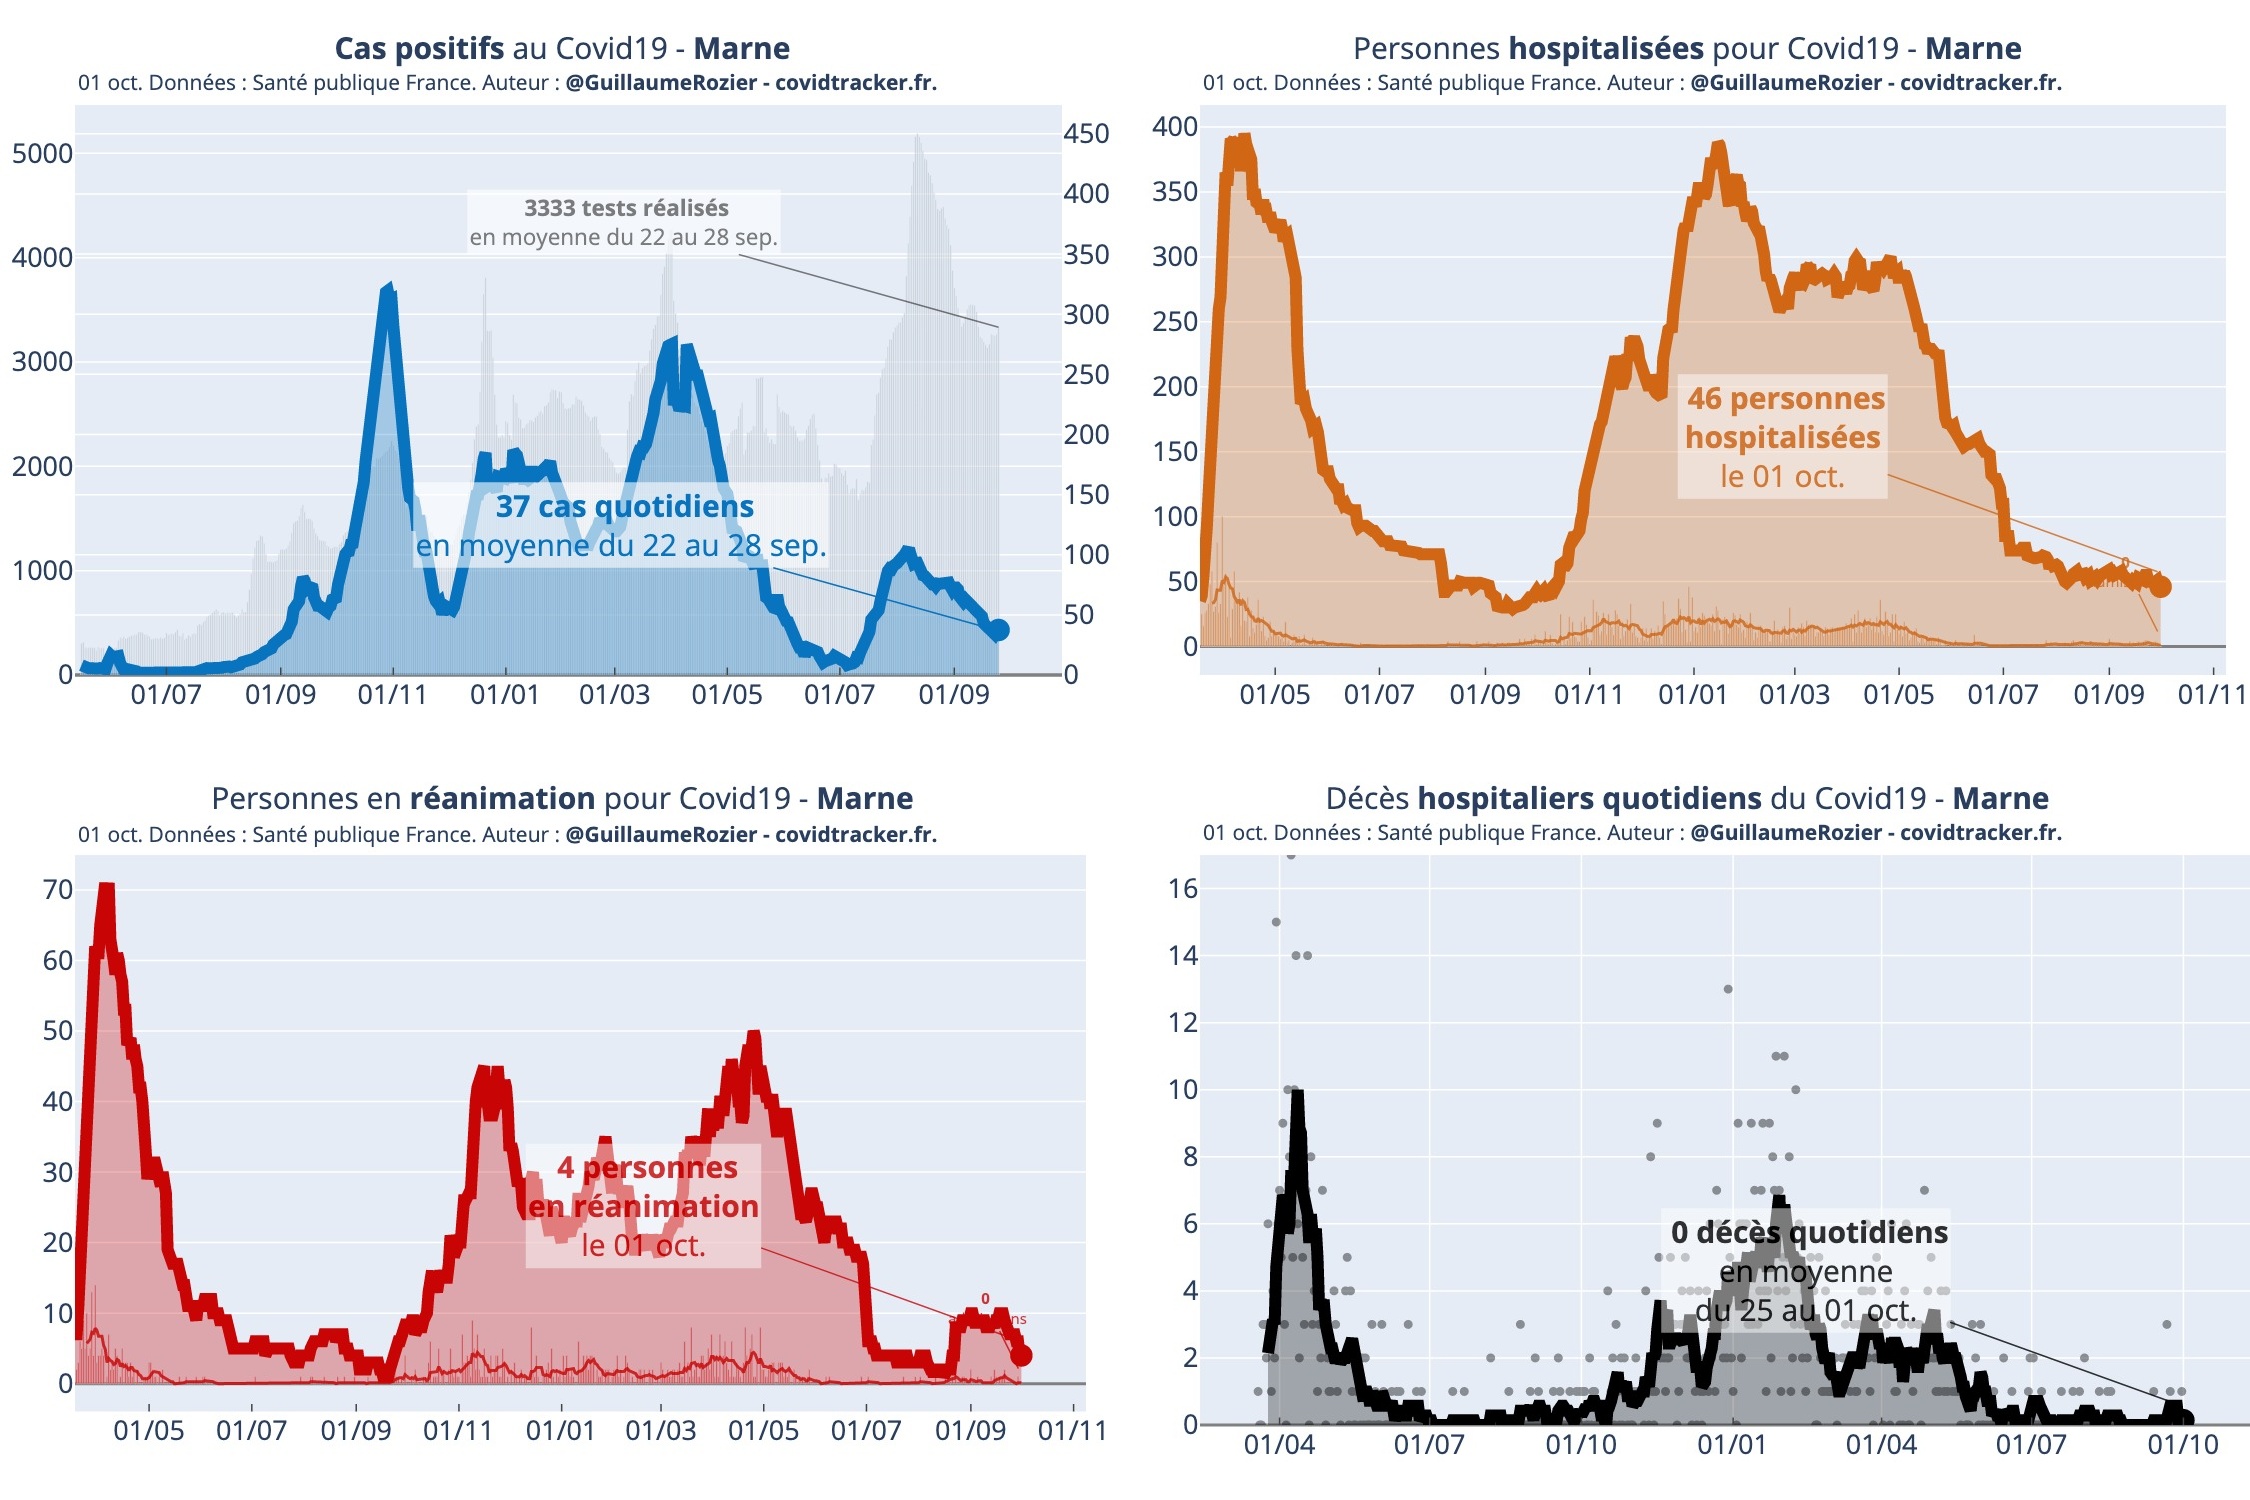 Cas positifs au Covid19 - Marne
01 oct. Données : Santé publique France. Auteur : @GuillaumeRozier - covidtracker.fr.
5000
4000
3000
2000
1000
0
450
400
350
300
250
200
150
100
50
0
3333 tests réalisés
en moyenne du 22 au 28 sep.
37 cas quotidiens
en moyenne du 22 au 28 sep.
01/07 01/09 01/11 01/01 01/03 01/05 01/07 01/09
Personnes hospitalisées pour Covid19 - Marne
01 oct. Données : Santé publique France. Auteur : @GuillaumeRozier - covidtracker.fr.
400
350
300
250
200
150
100
50
0
46 personnes
hospitalisées
le 01 oct.
0
01/05 01/07 01/09 01/11 01/01 01/03 01/05 01/07 01/09 01/11
Personnes en réanimation pour Covid19 - Marne
01 oct. Données : Santé publique France. Auteur : @GuillaumeRozier - covidtracker.fr.
70
60
50
40
30
20
10
0
4 personnes
en réanimation
le 01 oct.
0
01/05 01/07 01/09 01/11 01/01 01/03 01/05 01/07 01/09 01/11
Décès hospitaliers quotidiens du Covid19 - Marne
01 oct. Données : Santé publique France. Auteur : @GuillaumeRozier - covidtracker.fr.
16
14
12
10
8
6
4
2
0
0 décès quotidiens
en moyenne
du 25 au 01 oct.
01/04 01/07 01/10 01/01 01/04 01/07 01/10